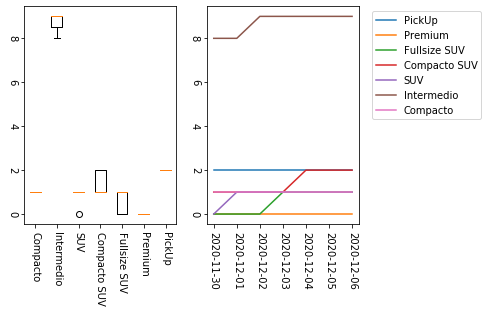 8
6
4
2
0
Compacto
Intermedio
SUV
Compacto SUV
Fullsize SUV
Premium
PickUp
8
6
4
2
0
2020-11-30
2020-12-01
2020-12-02
2020-12-03
2020-12-04
2020-12-05
2020-12-06
PickUp
Premium
Fullsize SUV
Compacto SUV
SUV
Intermedio
Compacto